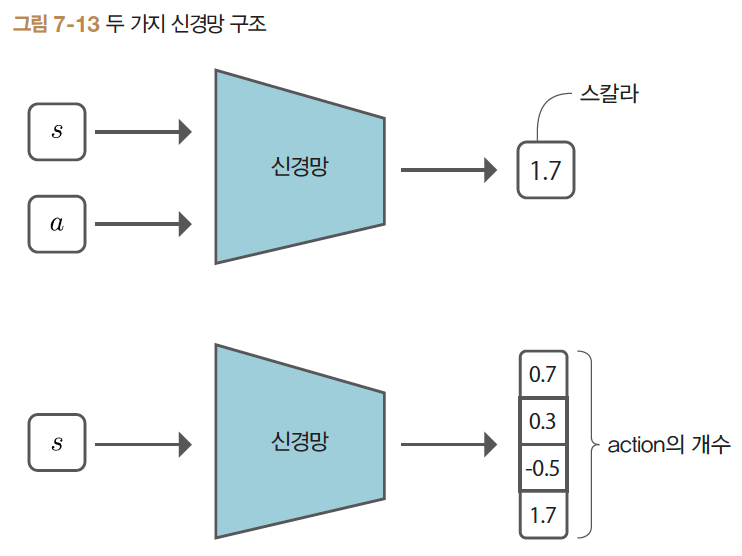 그림 7-13 두 가지 신경망 구조
스칼라
s
신경망
1.7
a
s
신경망
0.7
0.3
-0.5
1.7
action의 개수